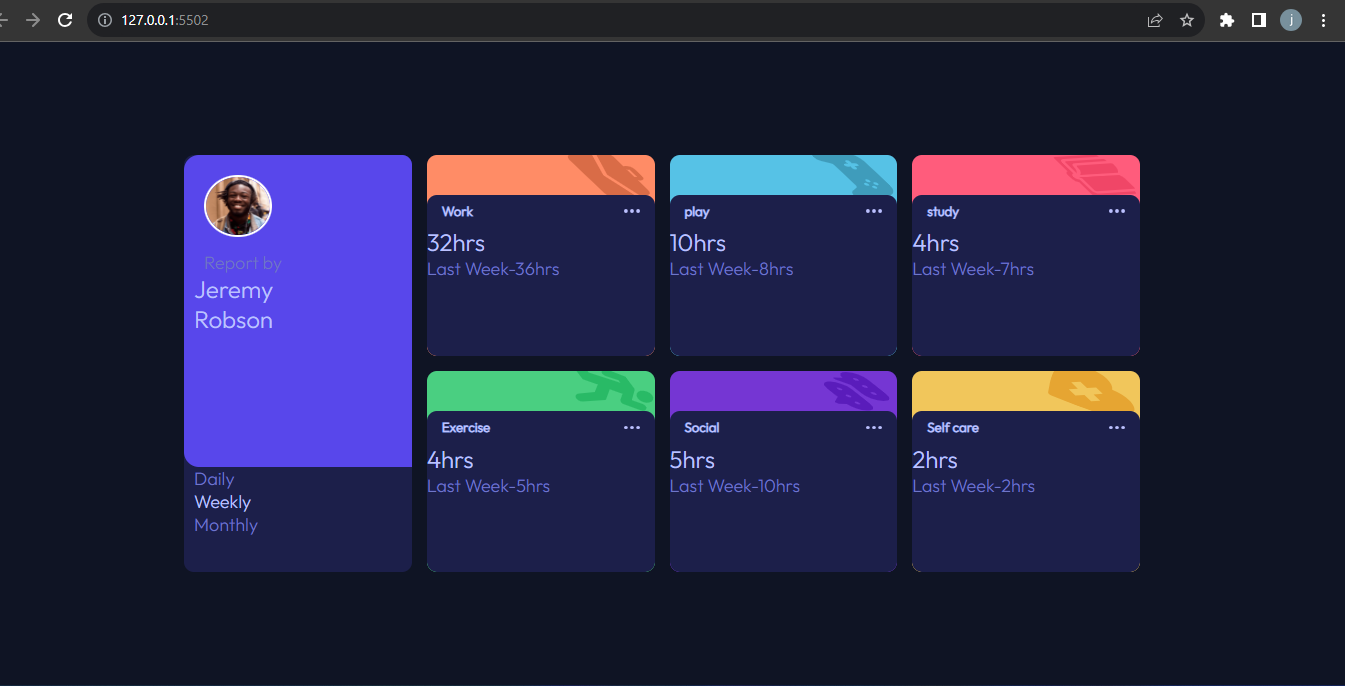 127.0.0.1:5502
j
Report by
Jeremy
Robson
Daily
Weekly
Monthly
Work
32hrs
Last Week-36hrs
play
10hrs
Last Week-8hrs
study
4hrs
Last Week-7hrs
Exercise
4hrs
Last Week-5hrs
Social
5hrs
Last Week-10hrs
Self care
2hrs
Last Week-2hrs